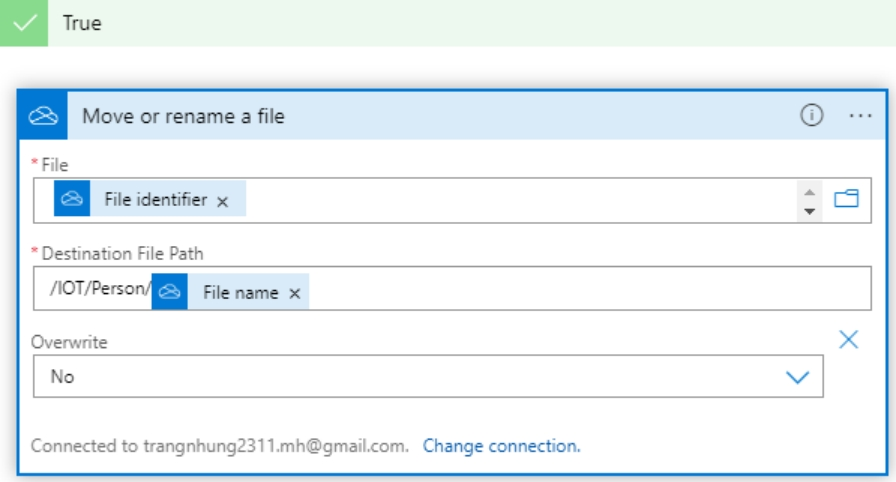 True
Move or rename a file
* File
File identifier ×
* Destination File Path
/IOT/Person/ File name ×
Overwrite
No
Connected to trangnhung2311.mh@gmail.com. Change connection.